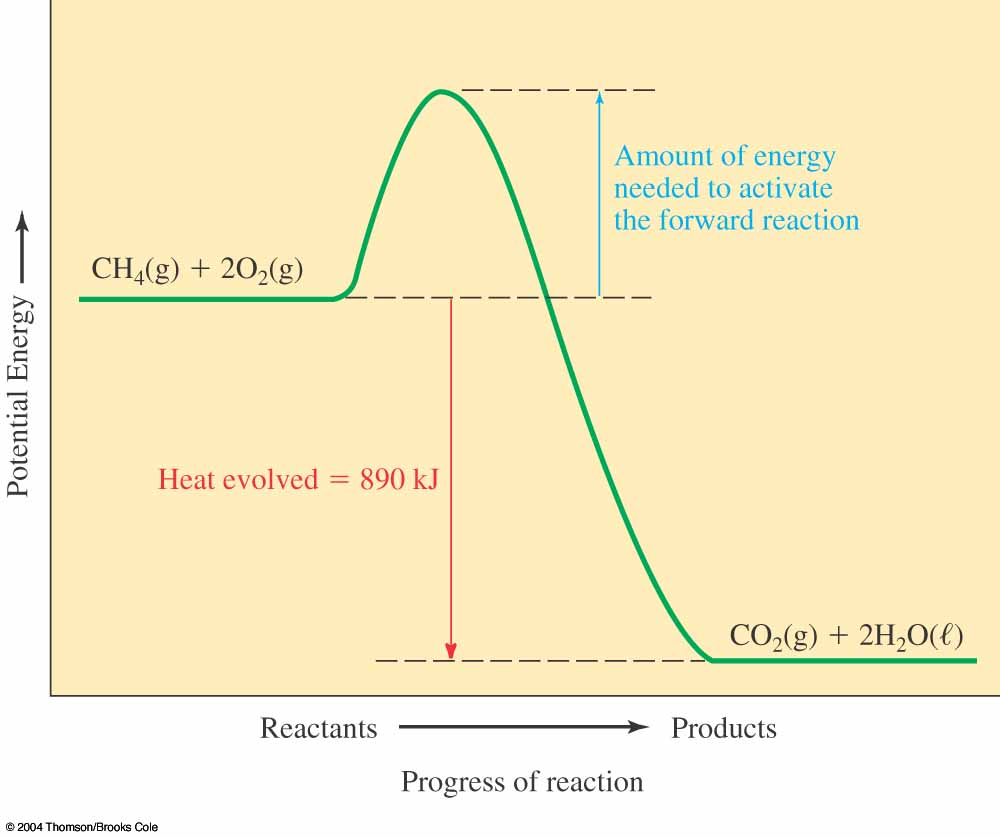 Amount of energy
needed to activate
the forward reaction
CH₄(g) + 2O₂(g)
Potential Energy
Heat evolved = 890 kJ
CO₂(g) + 2H₂O(ℓ)
Reactants
Products
Progress of reaction
© 2004 Thomson/Brooks Cole